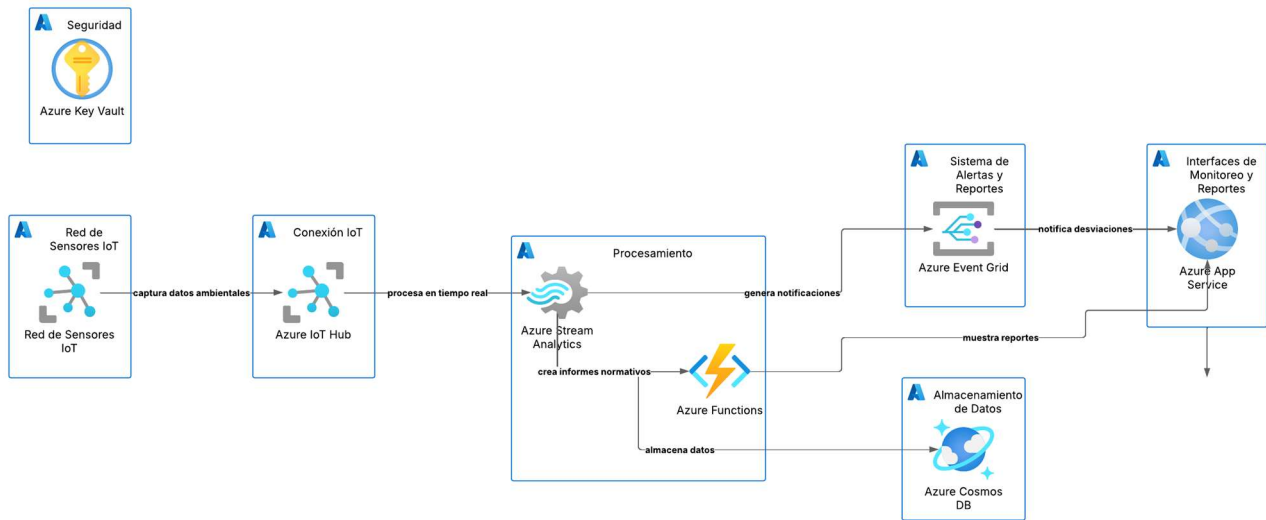 Seguridad
Azure Key Vault
Red de
Sensores IoT
captura datos ambientales
Red de Sensores
IoT
Conexión IoT
procesa en tiempo real
Azure IoT Hub
Procesamiento
Azure Stream
Analytics
crea informes normativos
Azure Functions
genera notificaciones
almacena datos
Sistema de
Alertas y
Reportes
Azure Event Grid
notifica desviaciones
muestra reportes
Almacenamiento
de Datos
Azure Cosmos
DB
Interfaces de
Monitoreo y
Reportes
Azure App
Service